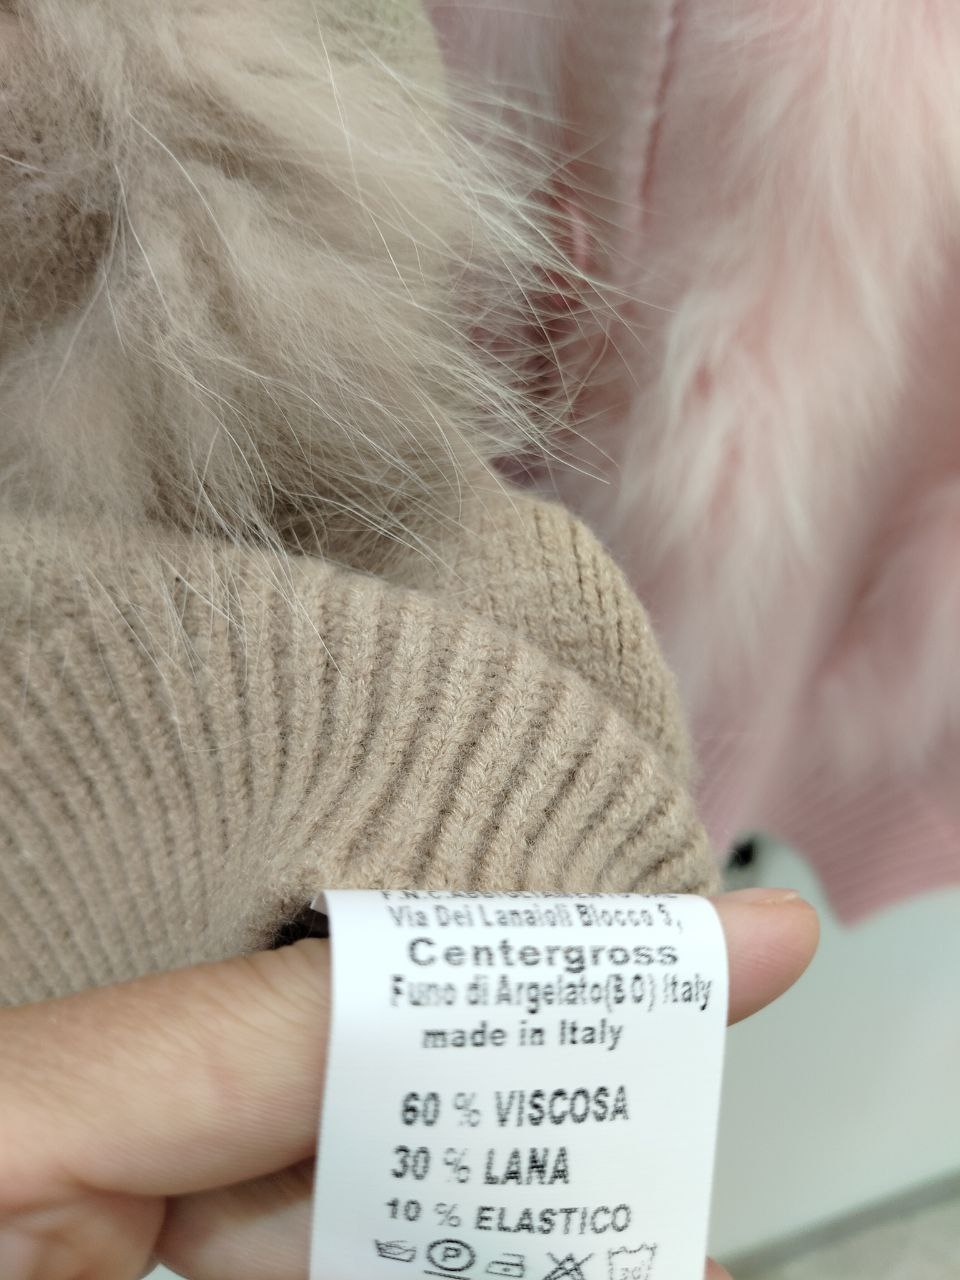 Via Dei Lanaioli Blocco 5,
Centergross
Funo di Argelato(BO) Italy
made in Italy
60 % VISCOSA
30 % LANA
10 % ELASTICO
P